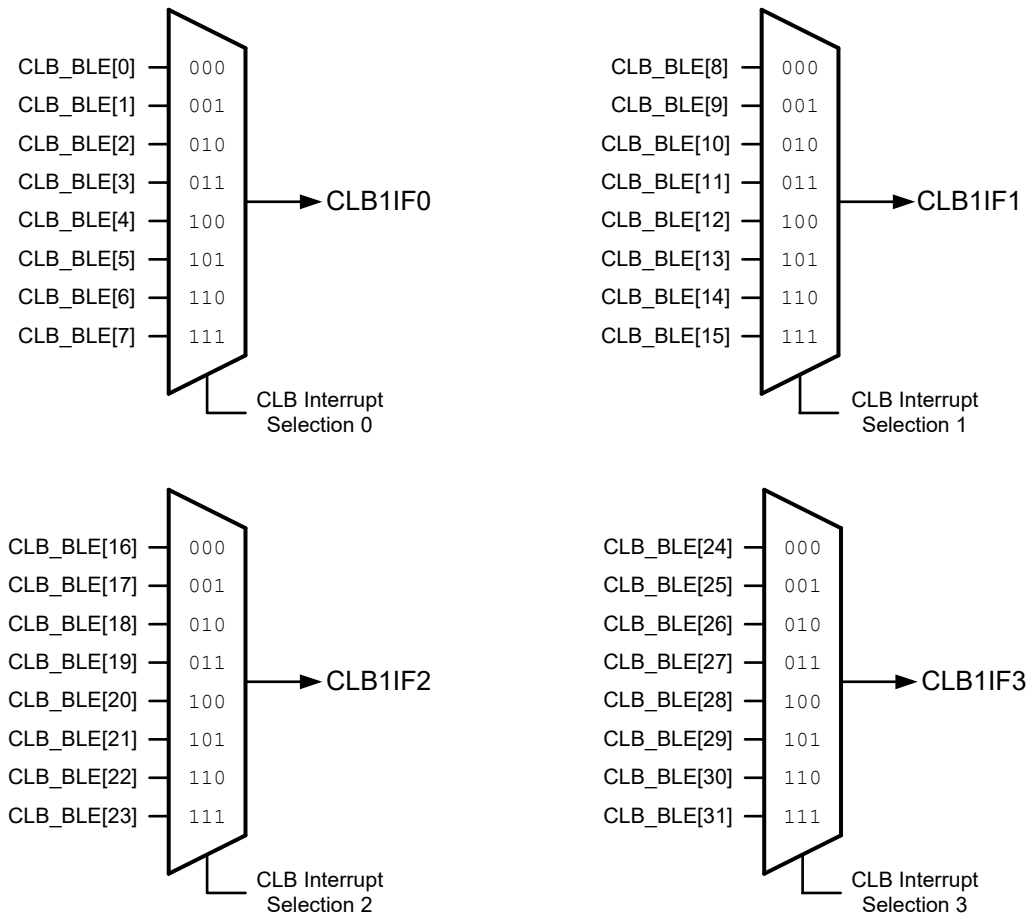 CLB_BLE[0] 000
CLB_BLE[1] 001
CLB_BLE[2] 010
CLB_BLE[3] 011
CLB_BLE[4] 100
CLB_BLE[5] 101
CLB_BLE[6] 110
CLB_BLE[7] 111
CLB1IF0
CLB Interrupt
Selection 0
CLB_BLE[8] 000
CLB_BLE[9] 001
CLB_BLE[10] 010
CLB_BLE[11] 011
CLB_BLE[12] 100
CLB_BLE[13] 101
CLB_BLE[14] 110
CLB_BLE[15] 111
CLB1IF1
CLB Interrupt
Selection 1
CLB_BLE[16] 000
CLB_BLE[17] 001
CLB_BLE[18] 010
CLB_BLE[19] 011
CLB_BLE[20] 100
CLB_BLE[21] 101
CLB_BLE[22] 110
CLB_BLE[23] 111
CLB1IF2
CLB Interrupt
Selection 2
CLB_BLE[24] 000
CLB_BLE[25] 001
CLB_BLE[26] 010
CLB_BLE[27] 011
CLB_BLE[28] 100
CLB_BLE[29] 101
CLB_BLE[30] 110
CLB_BLE[31] 111
CLB1IF3
CLB Interrupt
Selection 3